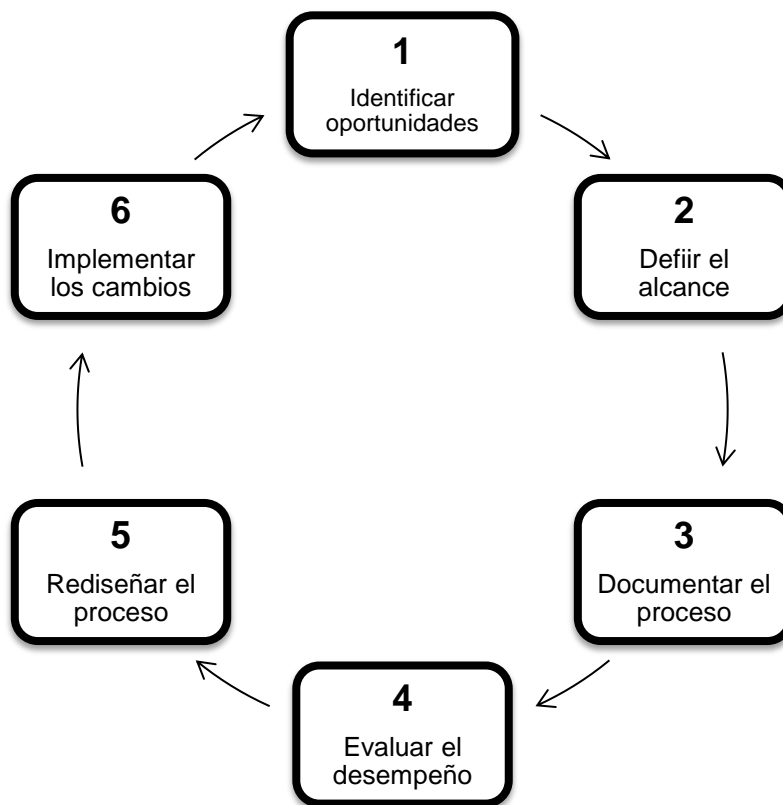 1
Identificar
oportunidades
2
Defiir el
alcance
3
Documentar el
proceso
4
Evaluar el
desempeño
5
Rediseñar el
proceso
6
Implementar
los cambios